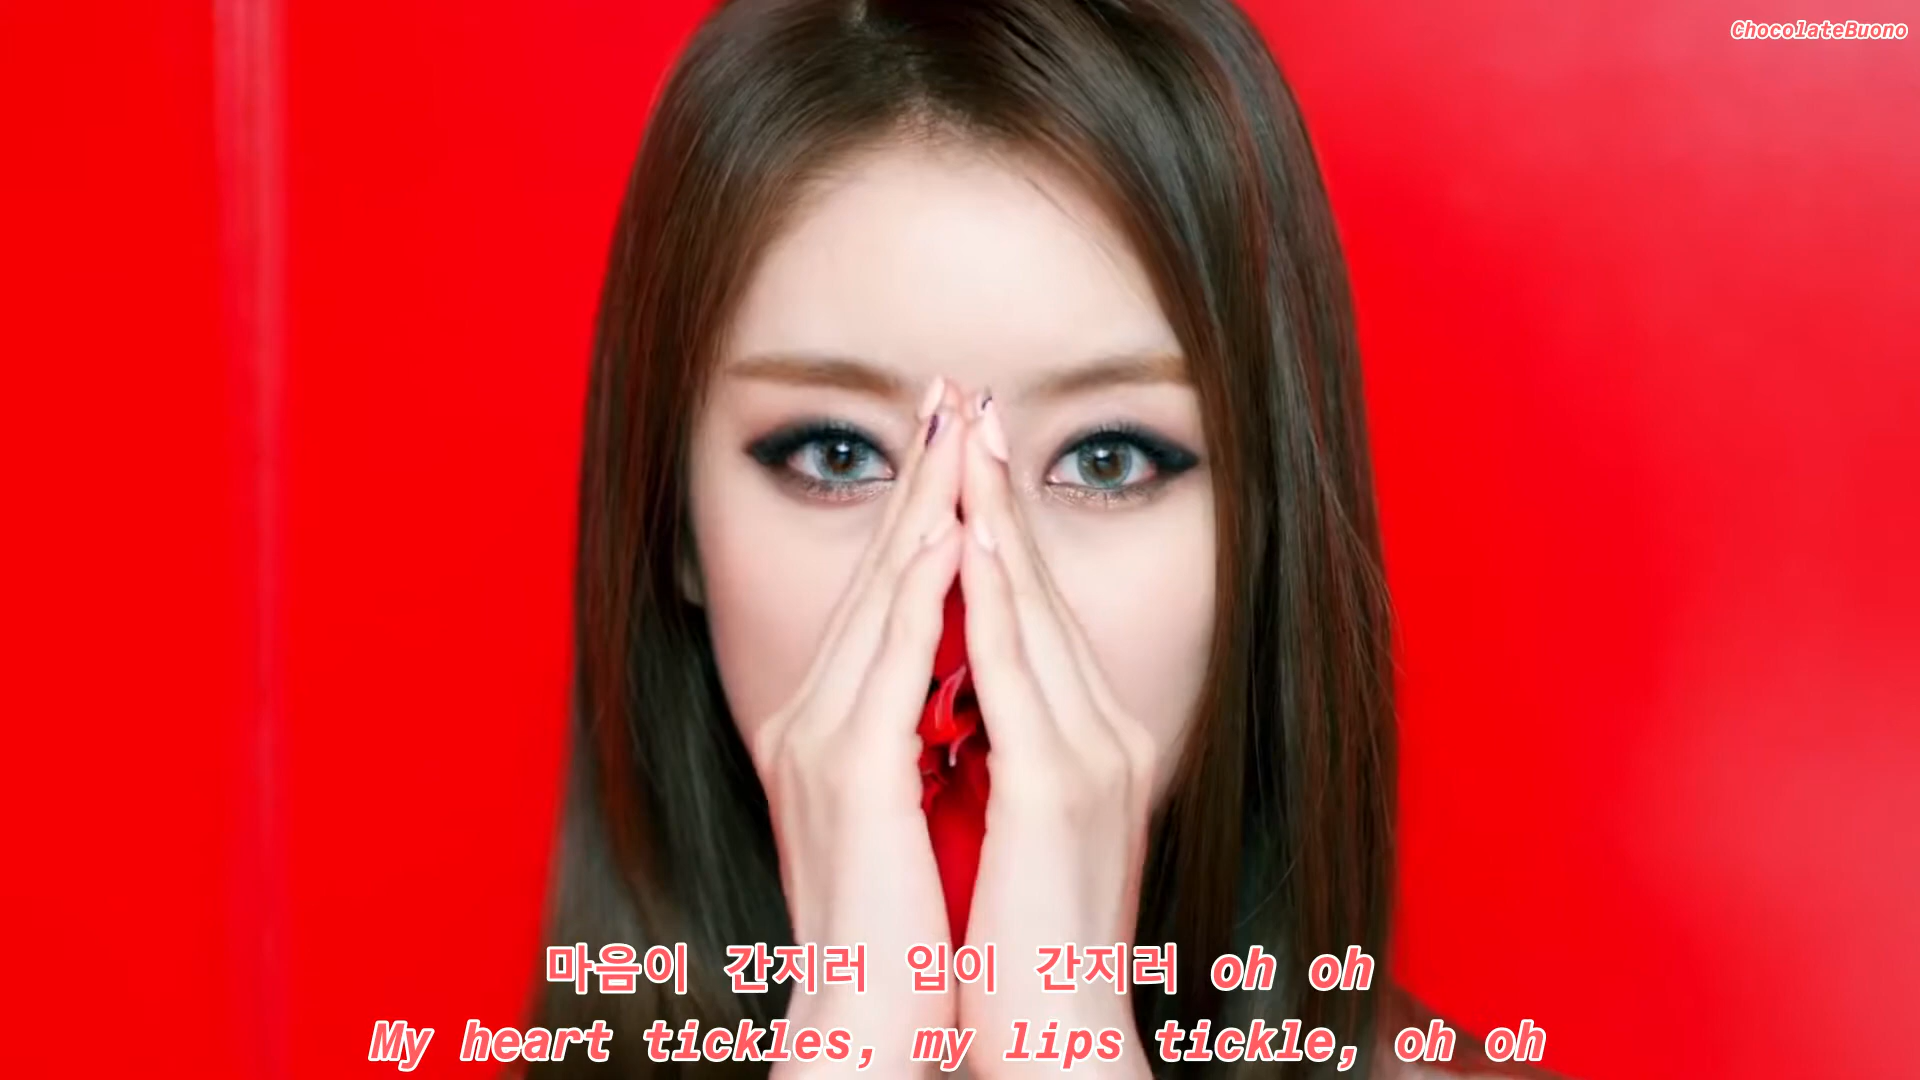 ChocolateBuono
마음이 간지러 입이 간지러 oh oh
My heart tickles, my lips tickle, oh oh